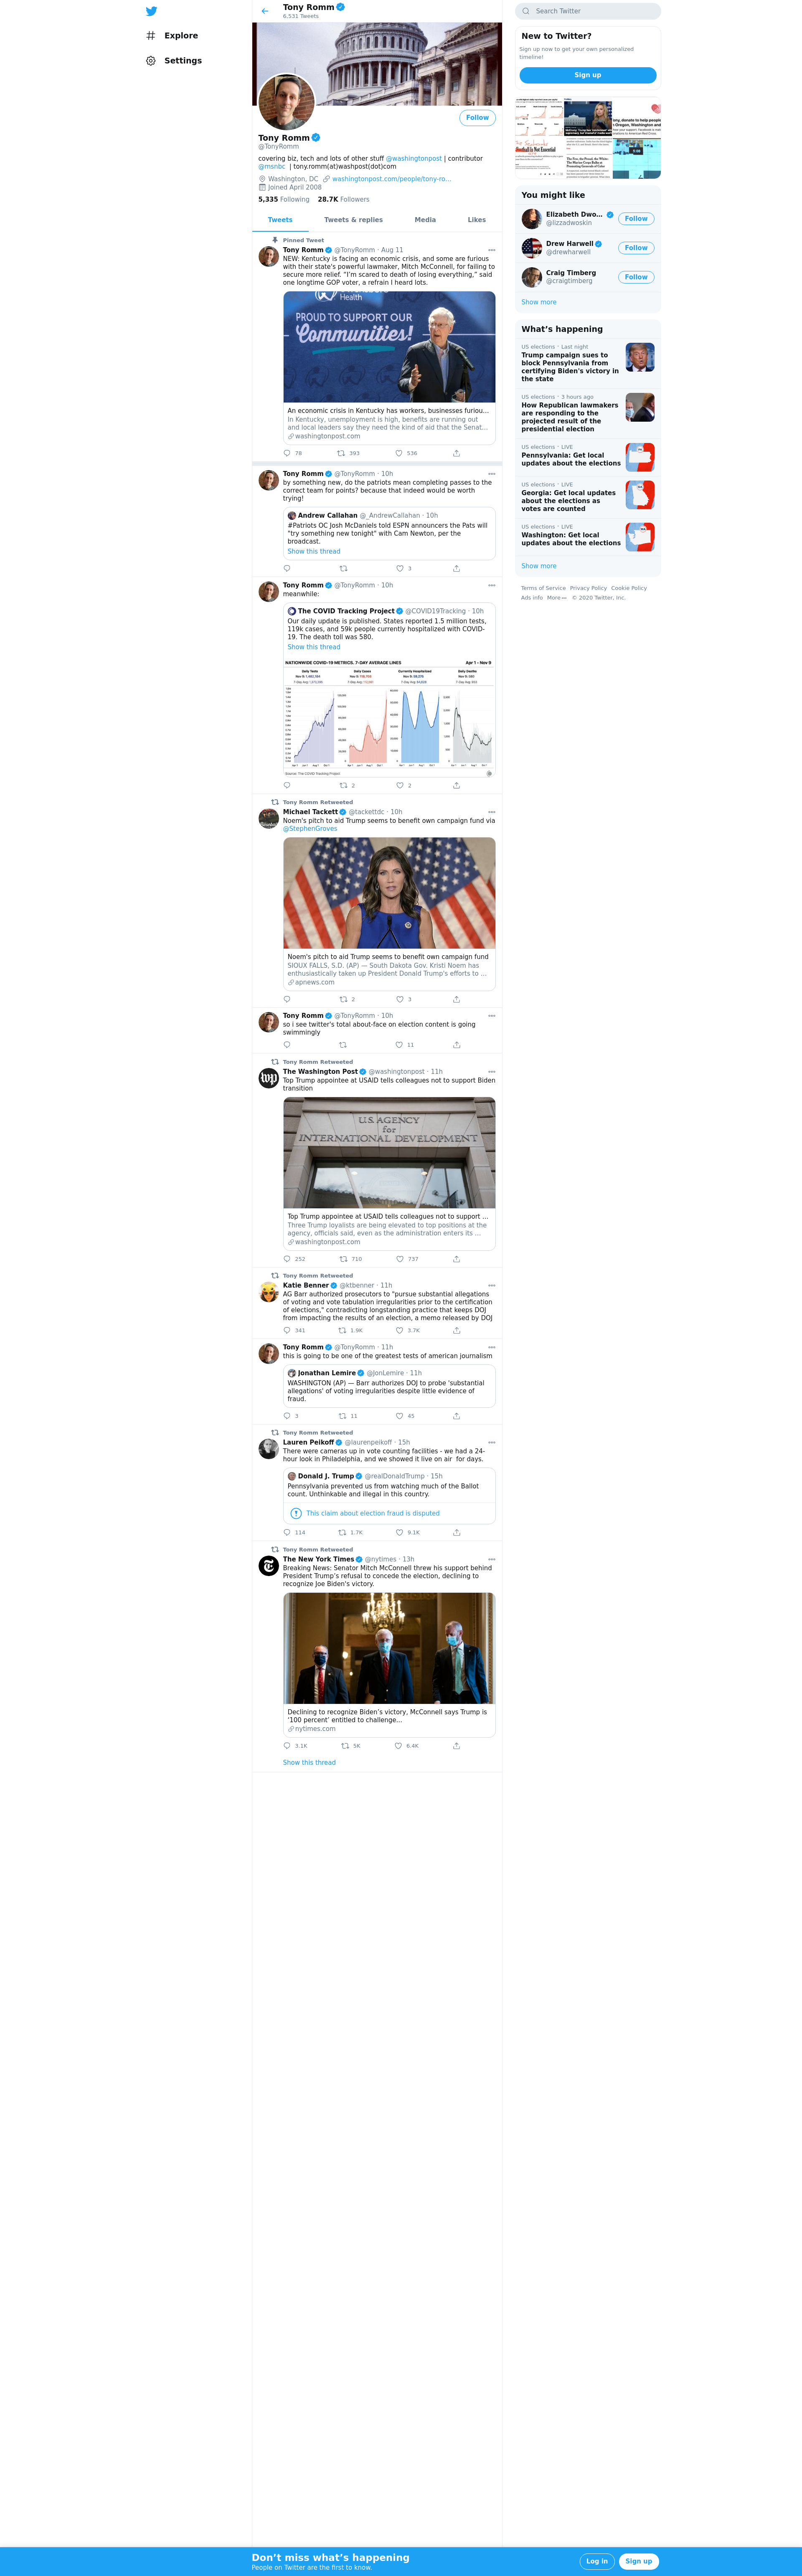 Explore
Settings
Tony Romm
6,531 Tweets
Follow
Tony Romm
@TonyRomm
covering biz, tech and lots of other stuff @washingtonpost | contributor
@msnbc | tony.romm(at)washpost(dot)com
Washington, DC washingtonpost.com/people/tony-ro…
Joined April 2008
5,335 Following 28.7K Followers
Tweets Tweets & replies Media Likes
Pinned Tweet
Tony Romm @TonyRomm · Aug 11
NEW: Kentucky is facing an economic crisis, and some are furious
with their state's powerful lawmaker, Mitch McConnell, for failing to
secure more relief. "I'm scared to death of losing everything," said
one longtime GOP voter, a refrain I heard lots.
Health
PROUD TO SUPPORT OUR
Communities!
An economic crisis in Kentucky has workers, businesses furiou…
In Kentucky, unemployment is high, benefits are running out
and local leaders say they need the kind of aid that the Senat…
washingtonpost.com
78 393 536
Tony Romm @TonyRomm · 10h
by something new, do the patriots mean completing passes to the
correct team for points? because that indeed would be worth
trying!
Andrew Callahan @_AndrewCallahan · 10h
#Patriots OC Josh McDaniels told ESPN announcers the Pats will
"try something new tonight" with Cam Newton, per the
broadcast.
Show this thread
3
Tony Romm @TonyRomm · 10h
meanwhile:
The COVID Tracking Project @COVID19Tracking · 10h
Our daily update is published. States reported 1.5 million tests,
119k cases, and 59k people currently hospitalized with COVID-
19. The death toll was 580.
Show this thread
NATIONWIDE COVID-19 METRICS. 7-DAY AVERAGE LINES Apr 1 - Nov 9
Daily Tests Daily Cases Currently Hospitalized Daily Deaths
Source: The COVID Tracking Project
2 2
Tony Romm Retweeted
Michael Tackett @tackettdc · 10h
Noem's pitch to aid Trump seems to benefit own campaign fund via
@StephenGroves
Noem's pitch to aid Trump seems to benefit own campaign fund
SIOUX FALLS, S.D. (AP) — South Dakota Gov. Kristi Noem has
enthusiastically taken up President Donald Trump's efforts to …
apnews.com
2 3
Tony Romm @TonyRomm · 10h
so i see twitter's total about-face on election content is going
swimmingly
11
Tony Romm Retweeted
The Washington Post @washingtonpost · 11h
Top Trump appointee at USAID tells colleagues not to support Biden
transition
U.S. AGENCY
for
INTERNATIONAL DEVELOPMENT
Top Trump appointee at USAID tells colleagues not to support …
Three Trump loyalists are being elevated to top positions at the
agency, officials said, even as the administration enters its …
washingtonpost.com
252 710 737
Tony Romm Retweeted
Katie Benner @ktbenner · 11h
AG Barr authorized prosecutors to "pursue substantial allegations
of voting and vote tabulation irregularities prior to the certification
of elections," contradicting longstanding practice that keeps DOJ
from impacting the results of an election, a memo released by DOJ
341 1.9K 3.7K
Tony Romm @TonyRomm · 11h
this is going to be one of the greatest tests of american journalism
Jonathan Lemire @JonLemire · 11h
WASHINGTON (AP) — Barr authorizes DOJ to probe 'substantial
allegations' of voting irregularities despite little evidence of
fraud.
3 11 45
Tony Romm Retweeted
Lauren Peikoff @laurenpeikoff · 15h
There were cameras up in vote counting facilities - we had a 24-
hour look in Philadelphia, and we showed it live on air for days.
Donald J. Trump @realDonaldTrump · 15h
Pennsylvania prevented us from watching much of the Ballot
count. Unthinkable and illegal in this country.
This claim about election fraud is disputed
114 1.7K 9.1K
Tony Romm Retweeted
The New York Times @nytimes · 13h
Breaking News: Senator Mitch McConnell threw his support behind
President Trump's refusal to concede the election, declining to
recognize Joe Biden's victory.
Declining to recognize Biden's victory, McConnell says Trump is
'100 percent' entitled to challenge…
nytimes.com
3.1K 5K 6.4K
Show this thread
Search Twitter
New to Twitter?
Sign up now to get your own personalized
timeline!
Sign up
You might like
Elizabeth Dwo…
@lizzadwoskin
Follow
Drew Harwell
@drewharwell
Follow
Craig Timberg
@craigtimberg
Follow
Show more
What's happening
US elections · Last night
Trump campaign sues to
block Pennsylvania from
certifying Biden's victory in
the state
US elections · 3 hours ago
How Republican lawmakers
are responding to the
projected result of the
presidential election
US elections · LIVE
Pennsylvania: Get local
updates about the elections
US elections · LIVE
Georgia: Get local updates
about the elections as
votes are counted
US elections · LIVE
Washington: Get local
updates about the elections
Show more
Terms of Service Privacy Policy Cookie Policy
Ads info More © 2020 Twitter, Inc.
Don't miss what's happening
People on Twitter are the first to know.
Log in Sign up